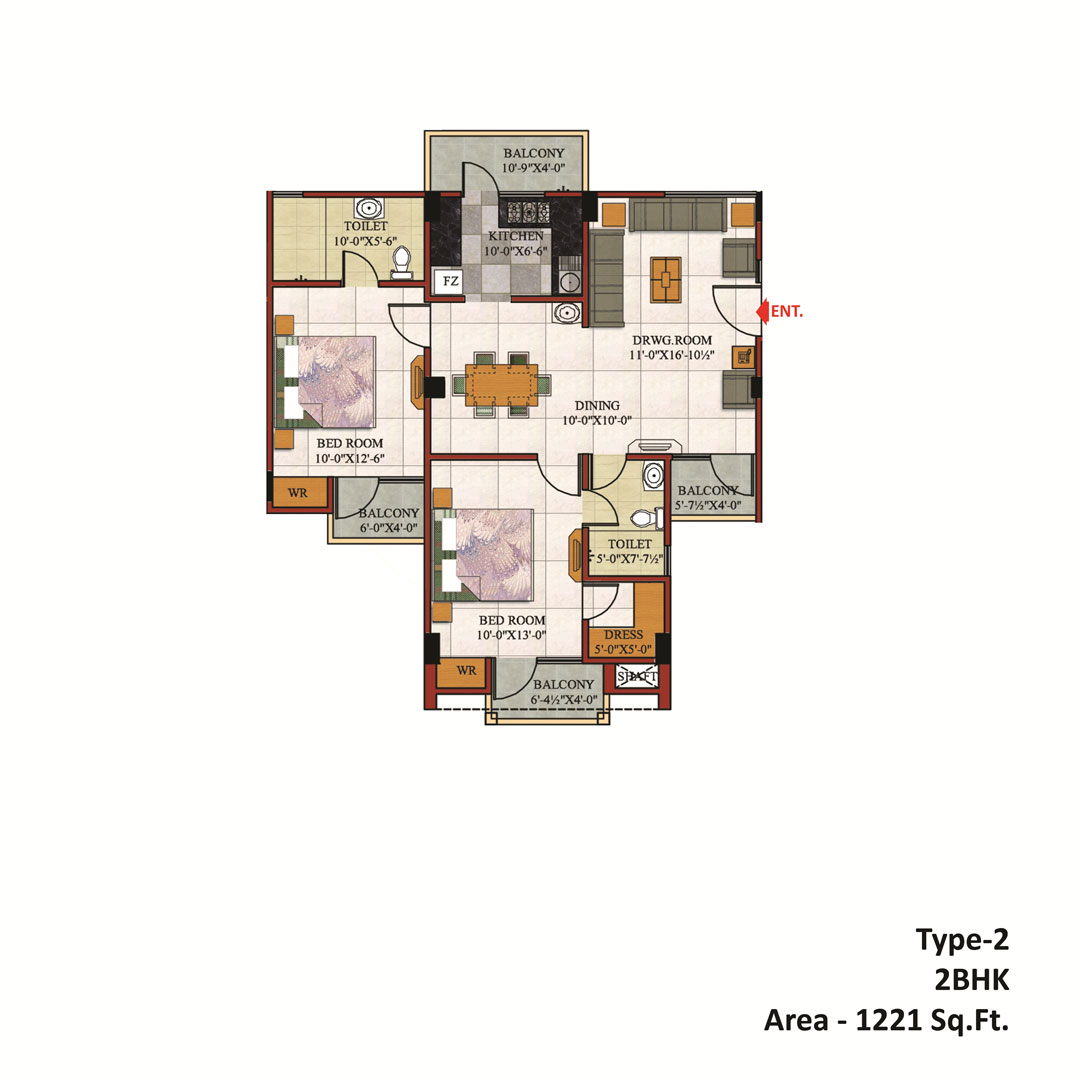 BALCONY
10'-9"X4'-0"
TOILET
10'-0"X5'-6"
KITCHEN
10'-0"X6'-6"
FZ
ENT.
DRWG.ROOM
11'-0"X16'-10½"
DINING
10'-0"X10'-0"
BED ROOM
10'-0"X12'-6"
WR
BALCONY
6'-0"X4'-0"
BALCONY
5'-7½"X4'-0"
TOILET
5'-0"X7'-7½"
BED ROOM
10'-0"X13'-0"
DRESS
5'-0"X5'-0"
WR
SHAFT
BALCONY
6'-4½"X4'-0"
Type-2
2BHK
Area - 1221 Sq.Ft.